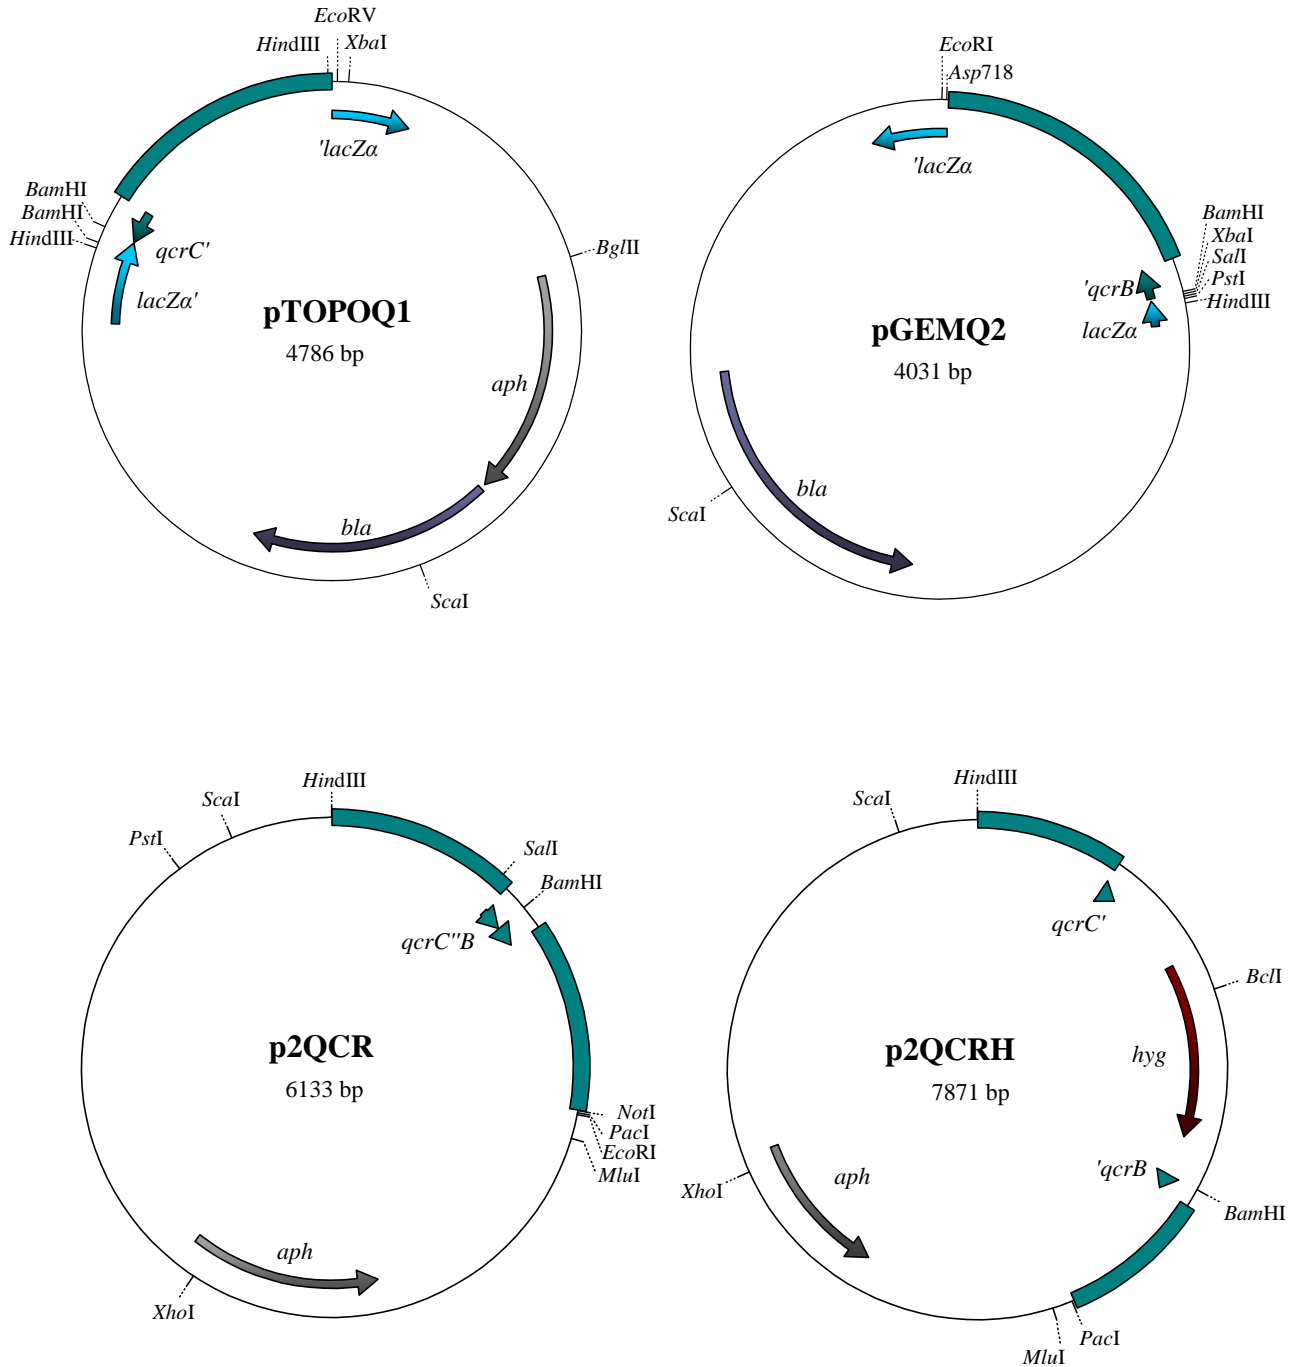 EcoRV
HindIII XbaI
'lacZα
BamHI
BamHI
HindIII
qcrC'
lacZα'
BglII
pTOPOQ1
4786 bp
aph
bla
ScaI
EcoRI
Asp718
'lacZα
BamHI
XbaI
SalI
PstI
HindIII
'qcrB
lacZα
pGEMQ2
4031 bp
bla
ScaI
HindIII
ScaI
PstI
SalI
BamHI
qcrC''B
p2QCR
6133 bp
NotI
PacI
EcoRI
MluI
aph
XhoI
HindIII
ScaI
qcrC'
BclI
hyg
p2QCRH
7871 bp
'qcrB
aph
XhoI
BamHI
PacI
MluI